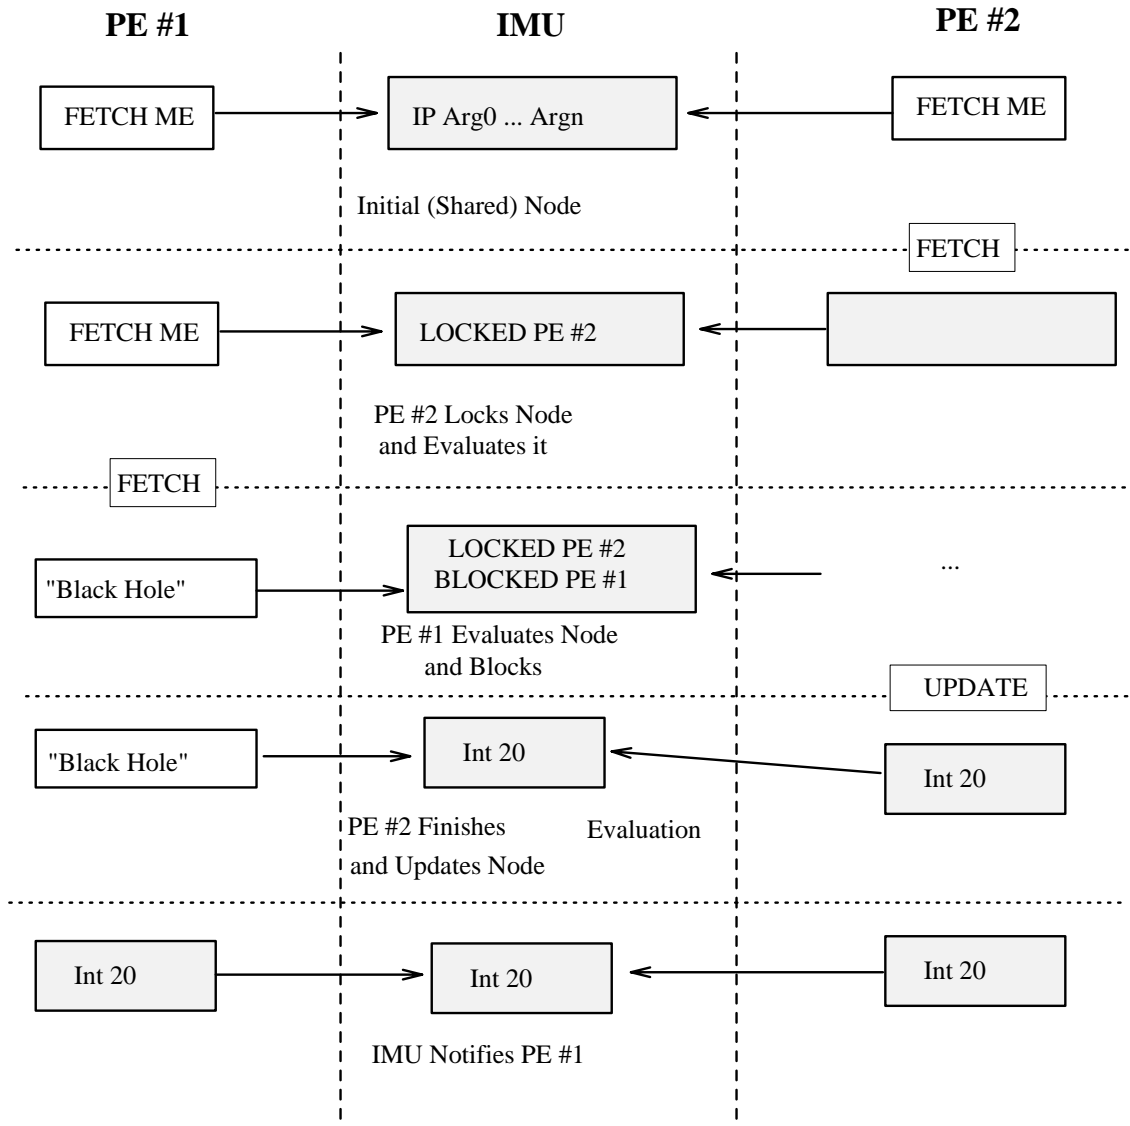 PE #1 IMU PE #2
FETCH ME IP Arg0 ... Argn FETCH ME
Initial (Shared) Node
FETCH
FETCH ME LOCKED PE #2
PE #2 Locks Node
and Evaluates it
FETCH
LOCKED PE #2
BLOCKED PE #1
"Black Hole" ...
PE #1 Evaluates Node
and Blocks
UPDATE
"Black Hole" Int 20 Int 20
PE #2 Finishes Evaluation
and Updates Node
Int 20 Int 20 Int 20
IMU Notifies PE #1